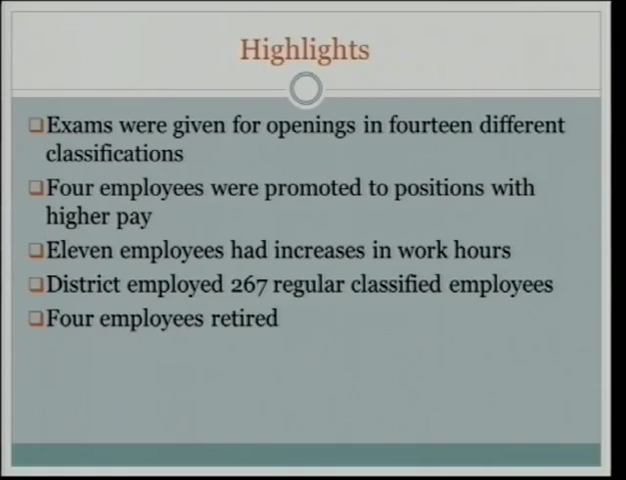 Highlights
Exams were given for openings in fourteen different
classifications
Four employees were promoted to positions with
higher pay
Eleven employees had increases in work hours
District employed 267 regular classified employees
Four employees retired